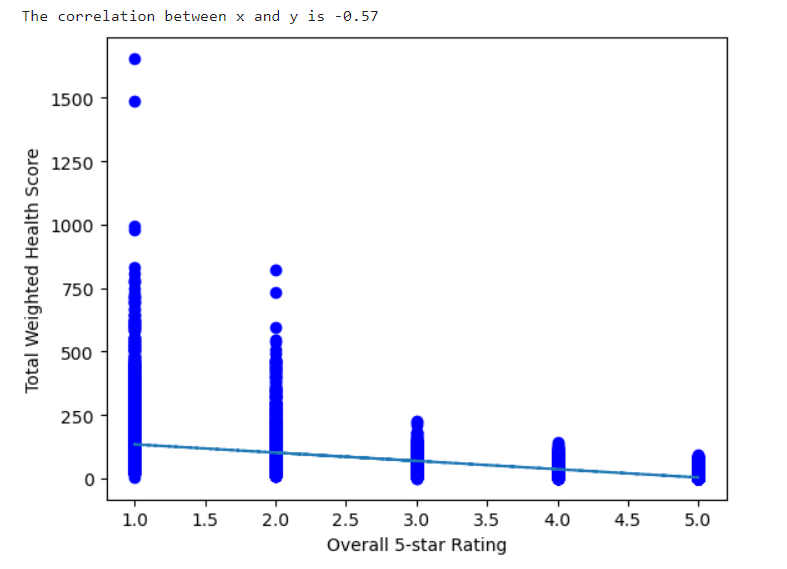 The correlation between x and y is -0.57
Total Weighted Health Score
1500
1250
1000
750
500
250
0
1.0 1.5 2.0 2.5 3.0 3.5 4.0 4.5 5.0
Overall 5-star Rating